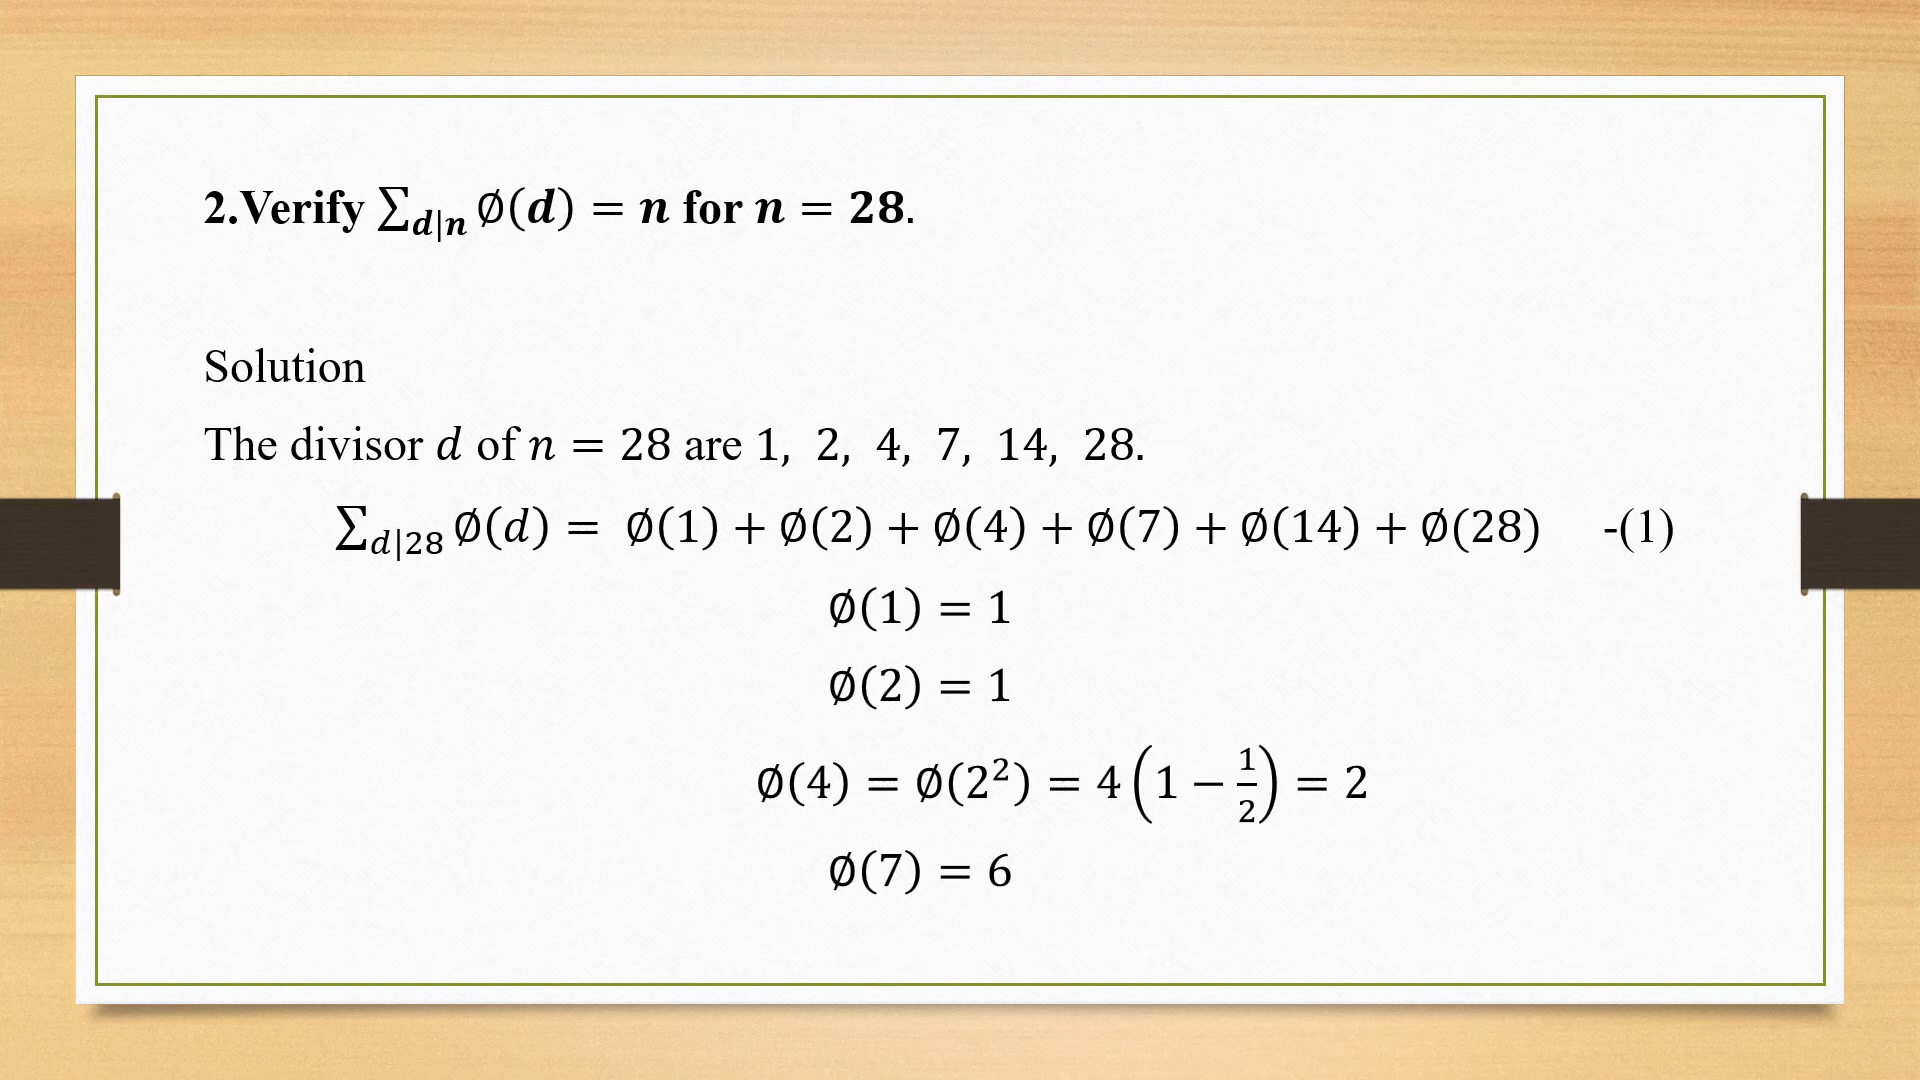 2.Verify ∑_{d|n} ∅(d) = n for n = 28.
Solution
The divisor d of n = 28 are 1, 2, 4, 7, 14, 28.
∑_{d|28} ∅(d) = ∅(1) + ∅(2) + ∅(4) + ∅(7) + ∅(14) + ∅(28) -(1)
∅(1) = 1
∅(2) = 1
∅(4) = ∅(2²) = 4(1 − 1/2) = 2
∅(7) = 6